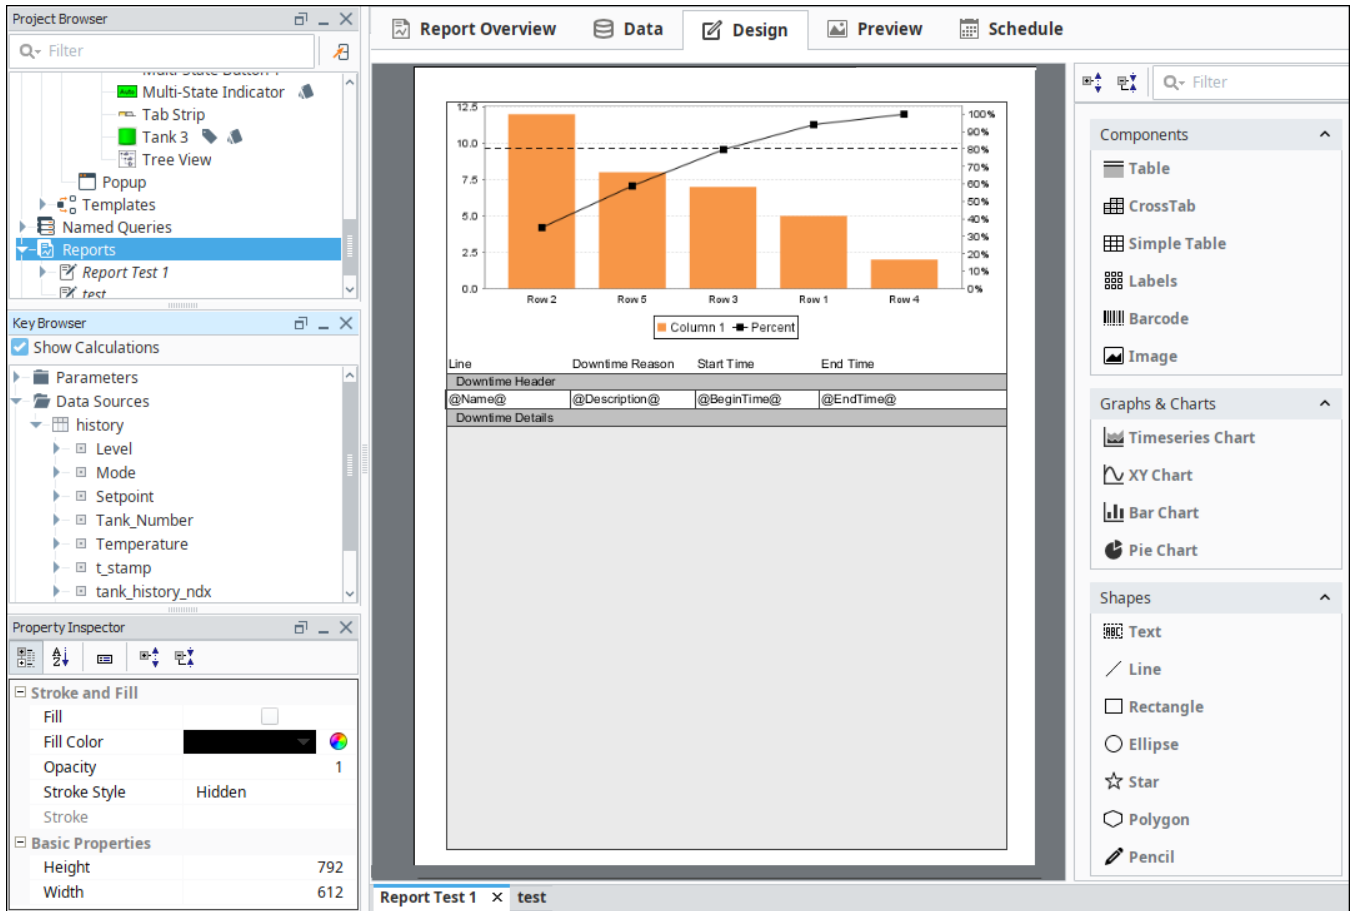 Project Browser
Filter
Multi-State Button 1
Multi-State Indicator
Tab Strip
Tank 3
Tree View
Popup
Templates
Named Queries
Reports
Report Test 1
test
Key Browser
Show Calculations
Parameters
Data Sources
history
Level
Mode
Setpoint
Tank_Number
Temperature
t_stamp
tank_history_ndx
Property Inspector
Stroke and Fill
Fill
Fill Color
Opacity 1
Stroke Style Hidden
Stroke
Basic Properties
Height 792
Width 612
Report Overview Data Design Preview Schedule
12.5
10.0
7.5
5.0
2.5
0.0
100%
90%
80%
70%
60%
50%
40%
30%
20%
10%
0%
Row 2 Row 5 Row 3 Row 1 Row 4
Column 1 Percent
Line Downtime Reason Start Time End Time
Downtime Header
@Name@ @Description@ @BeginTime@ @EndTime@
Downtime Details
Report Test 1 test
Filter
Components
Table
CrossTab
Simple Table
Labels
Barcode
Image
Graphs & Charts
Timeseries Chart
XY Chart
Bar Chart
Pie Chart
Shapes
Text
Line
Rectangle
Ellipse
Star
Polygon
Pencil